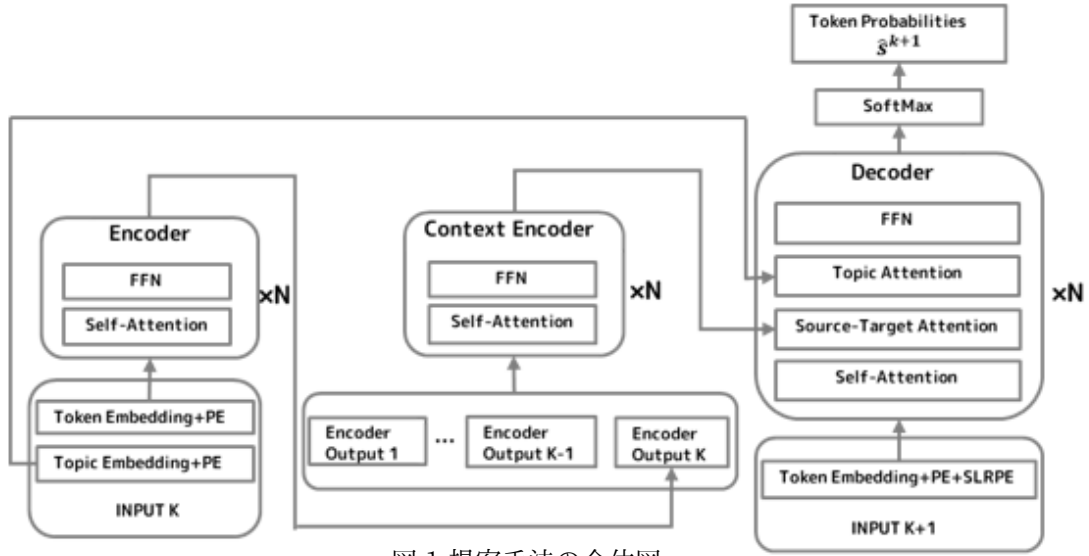 Token Probabilities
ŝᵏ⁺¹
SoftMax
Decoder
FFN
Topic Attention
Source-Target Attention
Self-Attention
×N
Token Embedding+PE+SLRPE
INPUT K+1
Encoder
FFN
Self-Attention
×N
Token Embedding+PE
Topic Embedding+PE
INPUT K
Context Encoder
FFN
Self-Attention
×N
Encoder
Output 1
...
Encoder
Output K-1
Encoder
Output K
図 1 提案手法の全体図